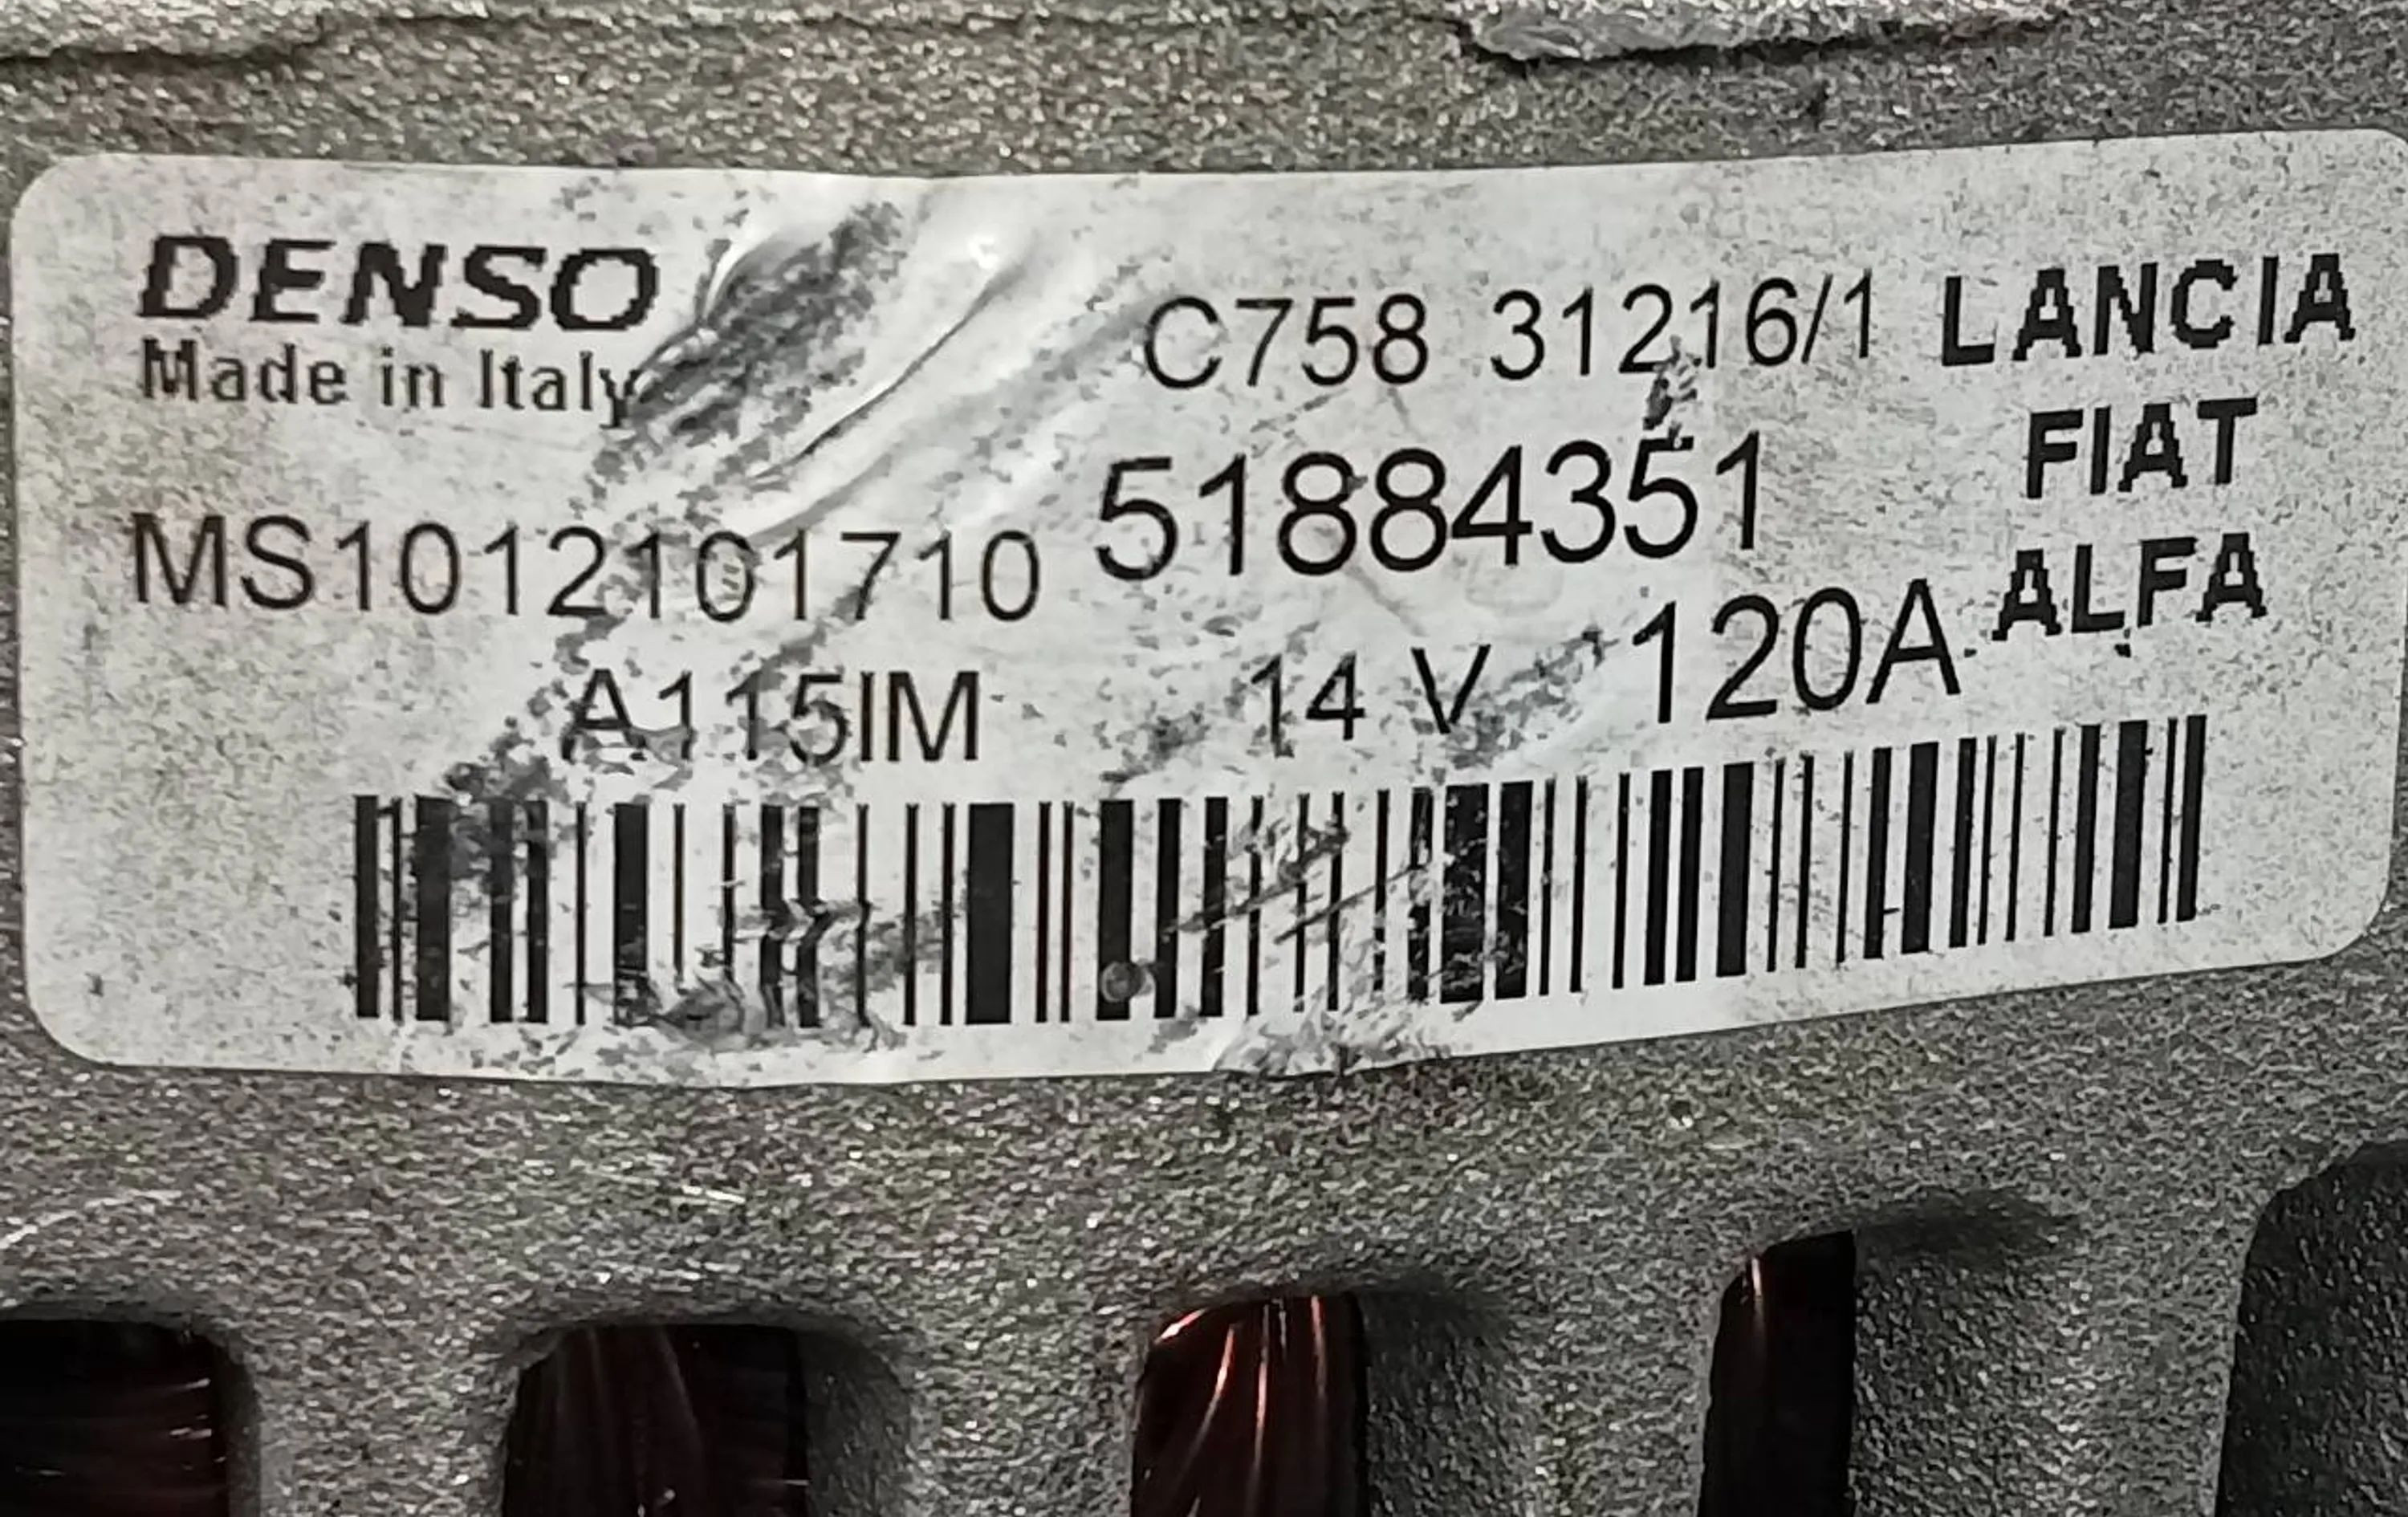 DENSO
Made in Italy
C758 31216/1 LANCIA
FIAT
MS1012101710 51884351
ALFA
A115IM 14 V 120A